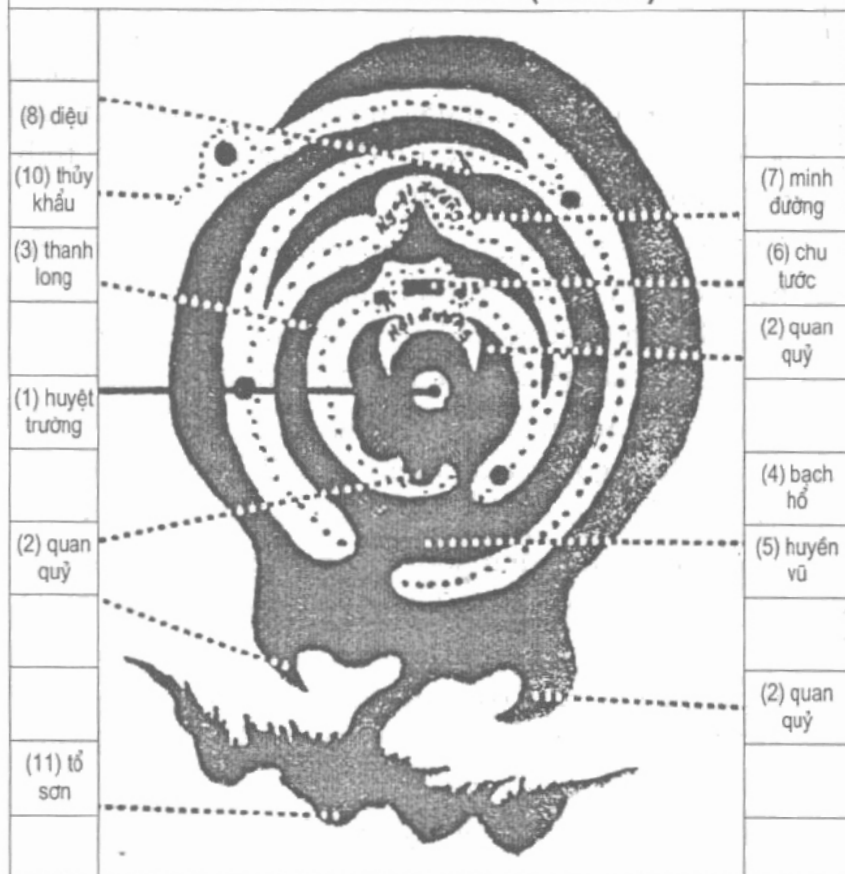 (8) diệu
(10) thủy
khẩu
(3) thanh
long
(1) huyệt
trường
(2) quan
quỷ
(11) tổ
sơn
(7) minh
đường
(6) chu
tước
(2) quan
quỷ
(4) bạch
hổ
(5) huyền
vũ
(2) quan
quỷ